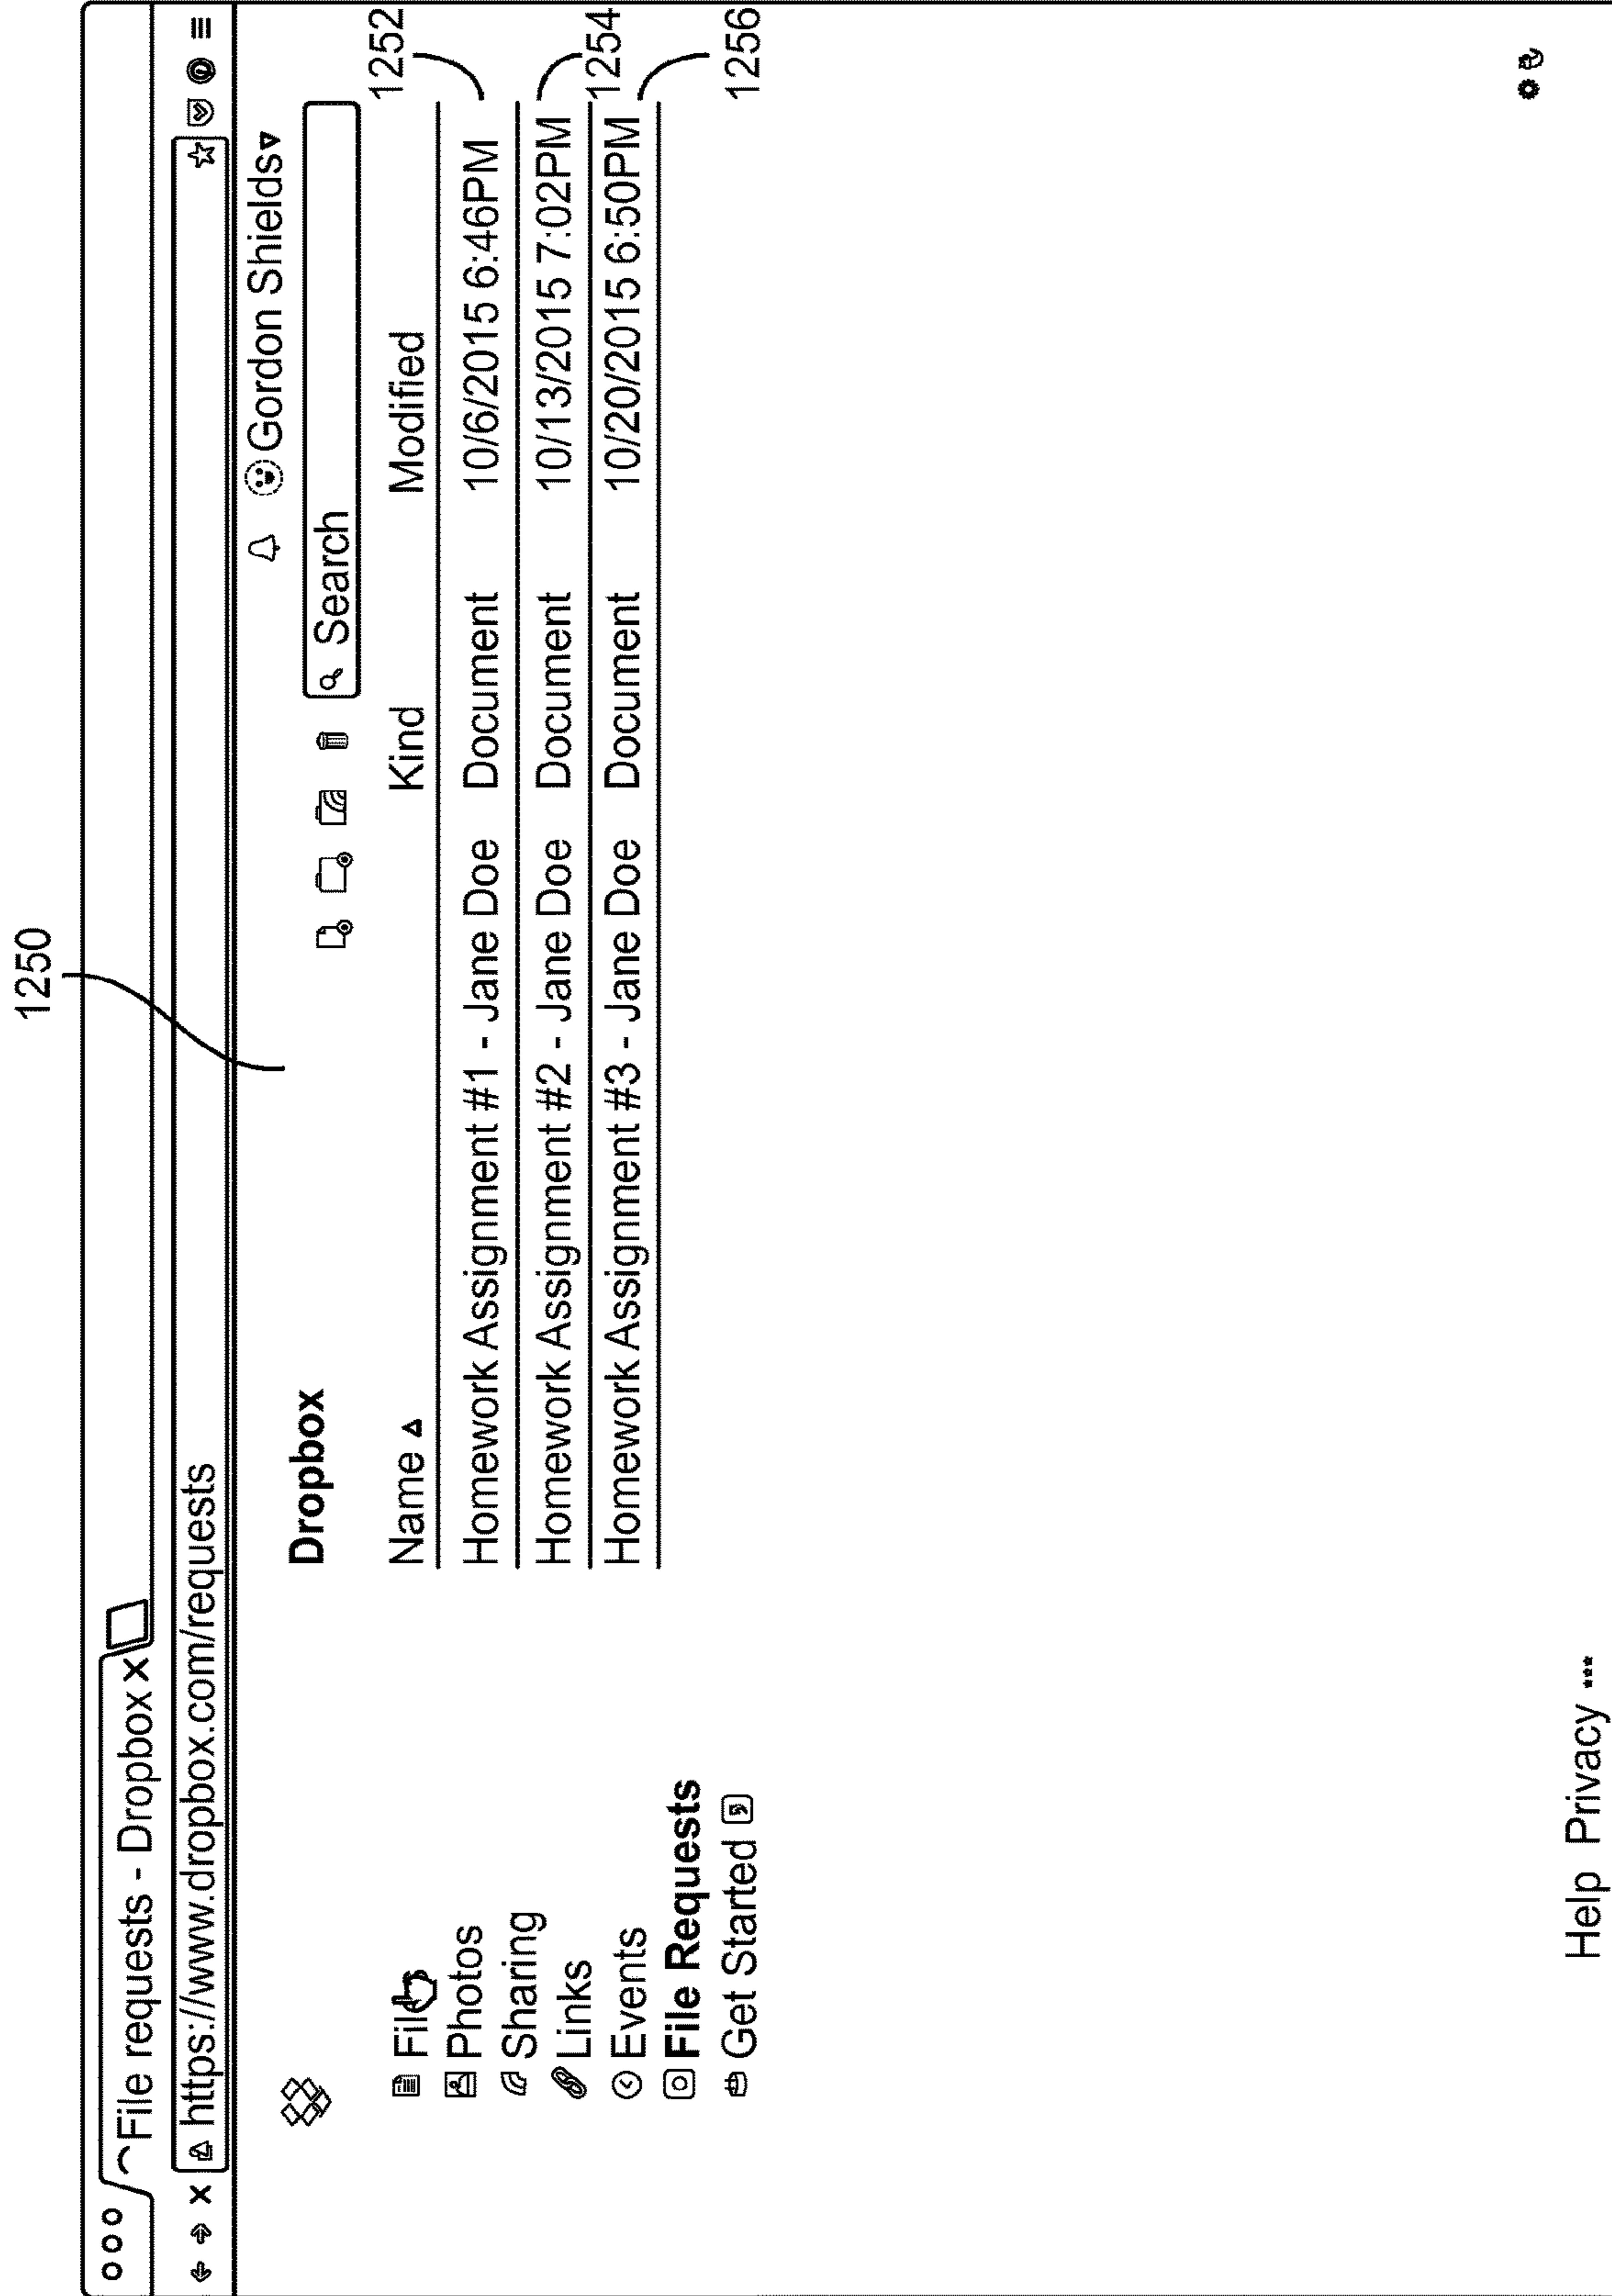 1250
File requests - Dropbox X
https://www.dropbox.com/requests
Gordon Shields
Dropbox
Search
Name Kind Modified
1252
Homework Assignment #1 - Jane Doe Document 10/6/2015 6:46PM
Homework Assignment #2 - Jane Doe Document 10/13/2015 7:02PM
1254
Homework Assignment #3 - Jane Doe Document 10/20/2015 6:50PM
1256
Photos
Sharing
Links
Events
File Requests
Get Started
Help Privacy